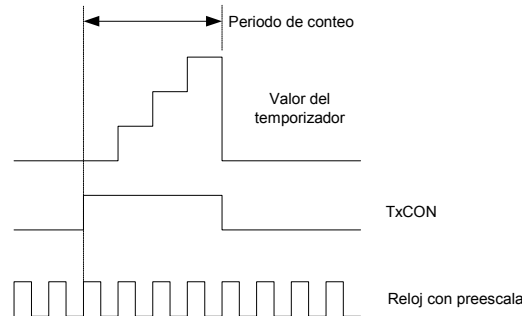 Periodo de conteo
Valor del
temporizador
TxCON
Reloj con preescala